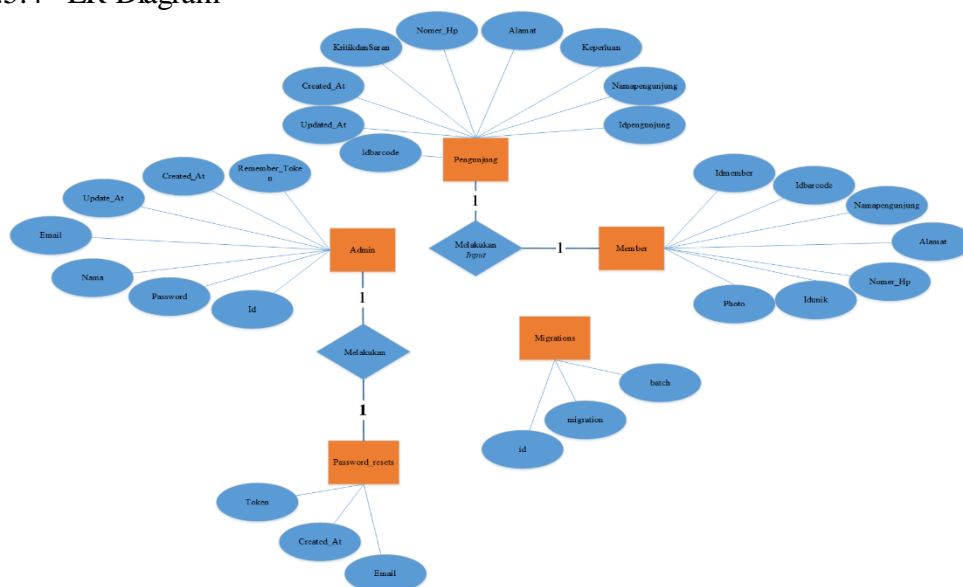 ER Diagram
Nomer_Hp
Alamat
KritikdanSaran
Keperluan
Created_At
Namapengunjung
Updated_At
Idpengunjung
Idbarcode
Pengunjung
1
Melakukan
Input
1
Member
Idmember
Idbarcode
Namapengunjung
Alamat
Nomer_Hp
Idunik
Photo
Remember_Toke
n
Created_At
Update_At
Email
Nama
Password
Id
Admin
1
Melakukan
1
Password_resets
Token
Created_At
Email
Migrations
batch
migration
id